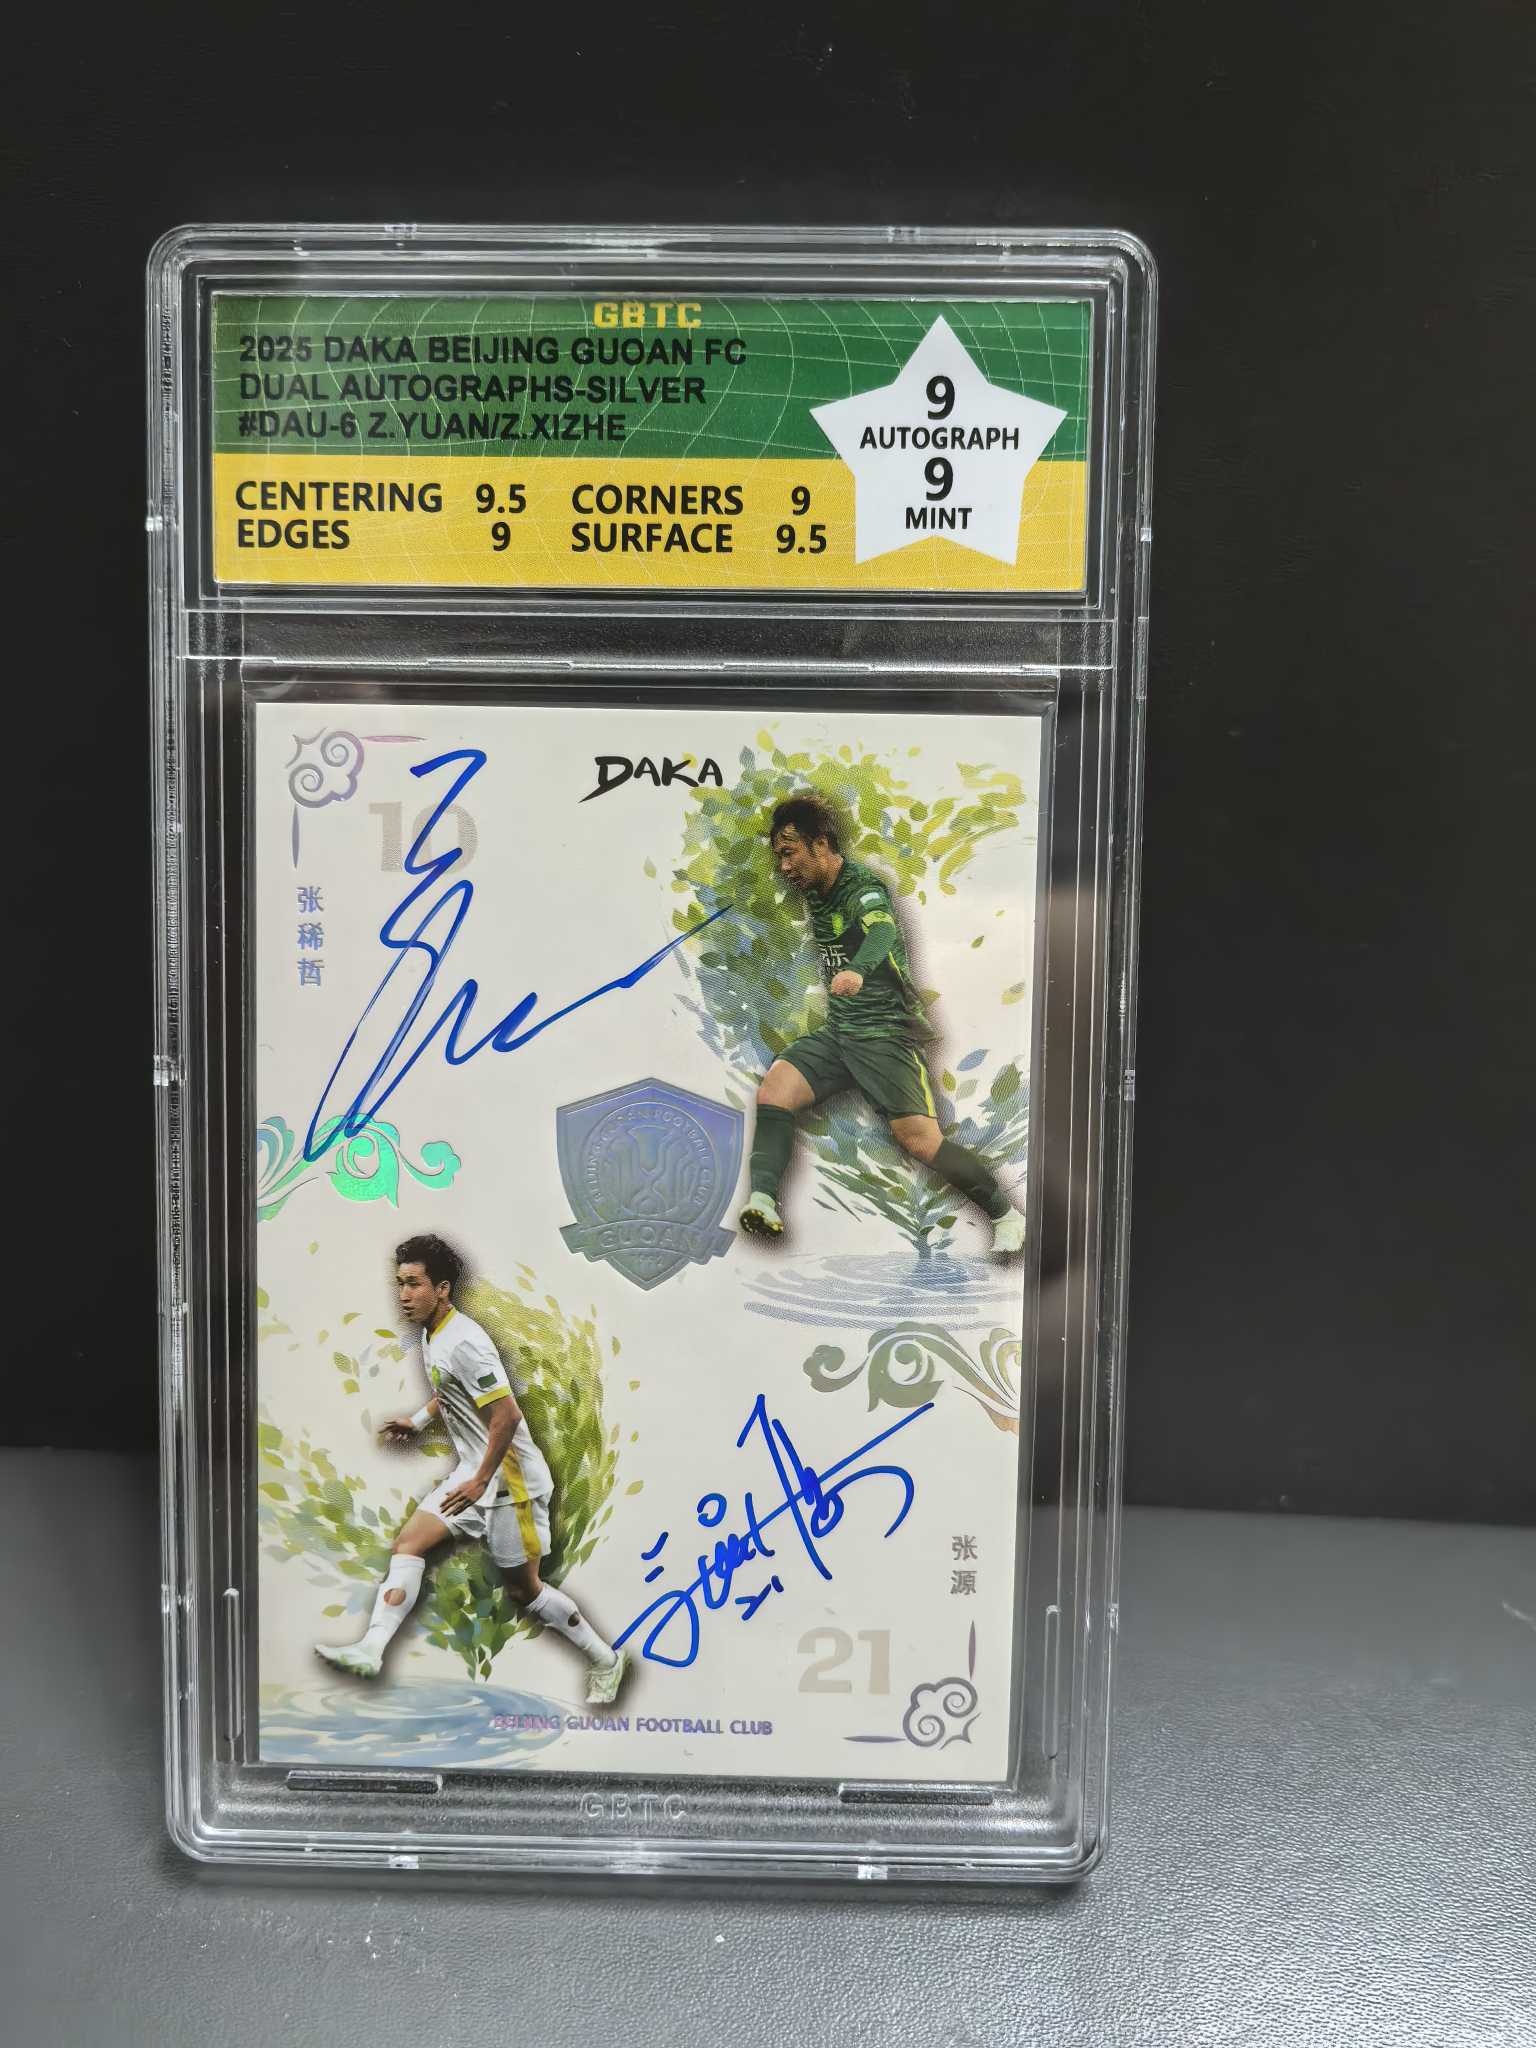 GBTC
2025 DAKA BEIJING GUOAN FC
DUAL AUTOGRAPHS-SILVER
#DAU-6 Z.YUAN/Z.XIZHE
9
AUTOGRAPH
9
MINT
CENTERING 9.5 CORNERS 9
EDGES 9 SURFACE 9.5
DAKA
10
张稀哲
GUOAN
张源
21
21
BEIJING GUOAN FOOTBALL CLUB
GBTC